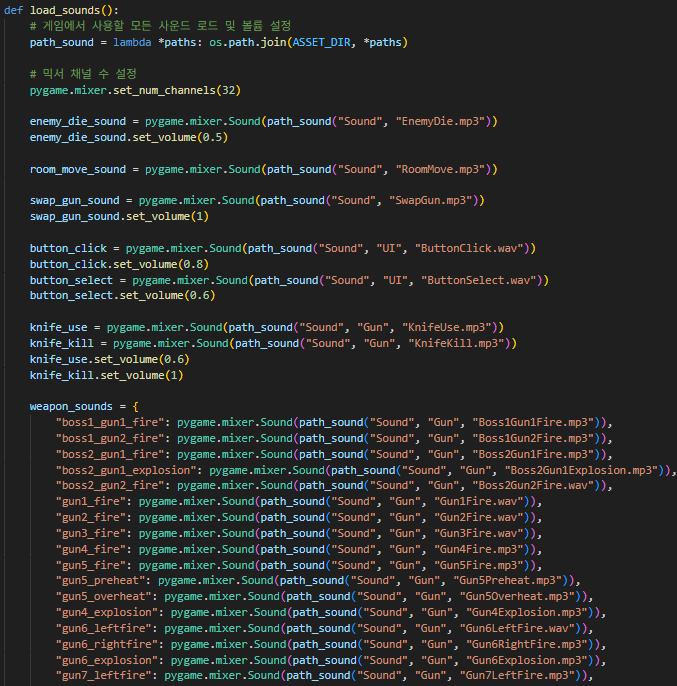 def load_sounds():
# 게임에서 사용할 모든 사운드 로드 및 볼륨 설정
path_sound = lambda *paths: os.path.join(ASSET_DIR, *paths)
# 믹서 채널 수 설정
pygame.mixer.set_num_channels(32)
enemy_die_sound = pygame.mixer.Sound(path_sound("Sound", "EnemyDie.mp3"))
enemy_die_sound.set_volume(0.5)
room_move_sound = pygame.mixer.Sound(path_sound("Sound", "RoomMove.mp3"))
swap_gun_sound = pygame.mixer.Sound(path_sound("Sound", "SwapGun.mp3"))
swap_gun_sound.set_volume(1)
button_click = pygame.mixer.Sound(path_sound("Sound", "UI", "ButtonClick.wav"))
button_click.set_volume(0.8)
button_select = pygame.mixer.Sound(path_sound("Sound", "UI", "ButtonSelect.wav"))
button_select.set_volume(0.6)
knife_use = pygame.mixer.Sound(path_sound("Sound", "Gun", "KnifeUse.mp3"))
knife_kill = pygame.mixer.Sound(path_sound("Sound", "Gun", "KnifeKill.mp3"))
knife_use.set_volume(0.6)
knife_kill.set_volume(1)
weapon_sounds = {
"boss1_gun1_fire": pygame.mixer.Sound(path_sound("Sound", "Gun", "Boss1Gun1Fire.mp3")),
"boss1_gun2_fire": pygame.mixer.Sound(path_sound("Sound", "Gun", "Boss1Gun2Fire.mp3")),
"boss2_gun1_fire": pygame.mixer.Sound(path_sound("Sound", "Gun", "Boss2Gun1Fire.mp3")),
"boss2_gun1_explosion": pygame.mixer.Sound(path_sound("Sound", "Gun", "Boss2Gun1Explosion.mp3")),
"boss2_gun2_fire": pygame.mixer.Sound(path_sound("Sound", "Gun", "Boss2Gun2Fire.wav")),
"gun1_fire": pygame.mixer.Sound(path_sound("Sound", "Gun", "Gun1Fire.wav")),
"gun2_fire": pygame.mixer.Sound(path_sound("Sound", "Gun", "Gun2Fire.wav")),
"gun3_fire": pygame.mixer.Sound(path_sound("Sound", "Gun", "Gun3Fire.wav")),
"gun4_fire": pygame.mixer.Sound(path_sound("Sound", "Gun", "Gun4Fire.mp3")),
"gun5_fire": pygame.mixer.Sound(path_sound("Sound", "Gun", "Gun5Fire.mp3")),
"gun5_preheat": pygame.mixer.Sound(path_sound("Sound", "Gun", "Gun5Preheat.mp3")),
"gun5_overheat": pygame.mixer.Sound(path_sound("Sound", "Gun", "Gun5Overheat.mp3")),
"gun4_explosion": pygame.mixer.Sound(path_sound("Sound", "Gun", "Gun4Explosion.mp3")),
"gun6_leftfire": pygame.mixer.Sound(path_sound("Sound", "Gun", "Gun6LeftFire.wav")),
"gun6_rightfire": pygame.mixer.Sound(path_sound("Sound", "Gun", "Gun6RightFire.mp3")),
"gun6_explosion": pygame.mixer.Sound(path_sound("Sound", "Gun", "Gun6Explosion.mp3")),
"gun7_leftfire": pygame.mixer.Sound(path_sound("Sound", "Gun", "Gun7LeftFire.mp3")),